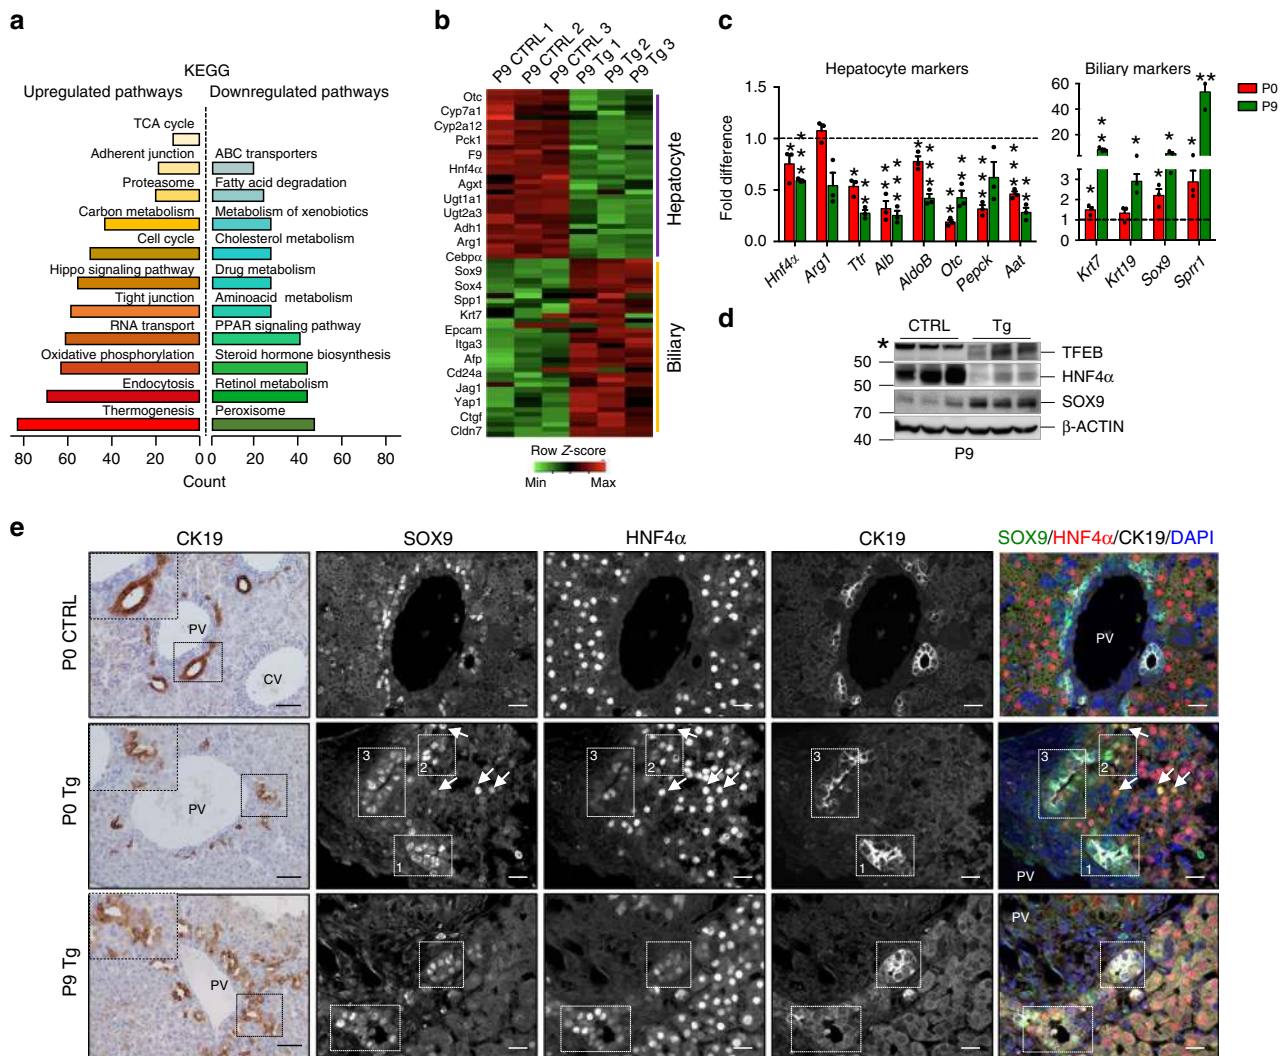 a
KEGG
Upregulated pathways
Downregulated pathways
TCA cycle
Adherent junction
ABC transporters
Proteasome
Fatty acid degradation
Carbon metabolism
Metabolism of xenobiotics
Cell cycle
Cholesterol metabolism
Hippo signaling pathway
Drug metabolism
Tight junction
Aminoacid metabolism
RNA transport
PPAR signaling pathway
Oxidative phosphorylation
Steroid hormone biosynthesis
Endocytosis
Retinol metabolism
Thermogenesis
Peroxisome
80 60 40 20 0 20 40 60 80
Count
b
P9 CTRL 1
P9 CTRL 2
P9 CTRL 3
P9 Tg 1
P9 Tg 2
P9 Tg 3
Otc
Cyp7a1
Cyp2a12
Pck1
F9
Hnf4α
Agxt
Ugt1a1
Ugt2a3
Adh1
Arg1
Cebpα
Sox9
Sox4
Spp1
Krt7
Epcam
Itga3
Afp
Cd24a
Jag1
Yap1
Ctgf
Cldn7
Hepatocyte
Biliary
Row Z-score
Min Max
c
Hepatocyte markers
Fold difference
1.5
1.0
0.5
0.0
Hnf4α Arg1 Ttr Alb AldoB Otc Pepck Aat
Biliary markers
60
40
20
3
2
1
0
Krt7 Krt19 Sox9 Sprr1
P0
P9
d
CTRL Tg
*
50
TFEB
50
HNF4α
70
SOX9
40
β-ACTIN
P9
e
CK19 SOX9 HNF4α CK19 SOX9/HNF4α/CK19/DAPI
P0 CTRL
PV
CV
PV
P0 Tg
PV
3
2
1
3
2
3
1
3
2
1
PV
P9 Tg
PV
PV